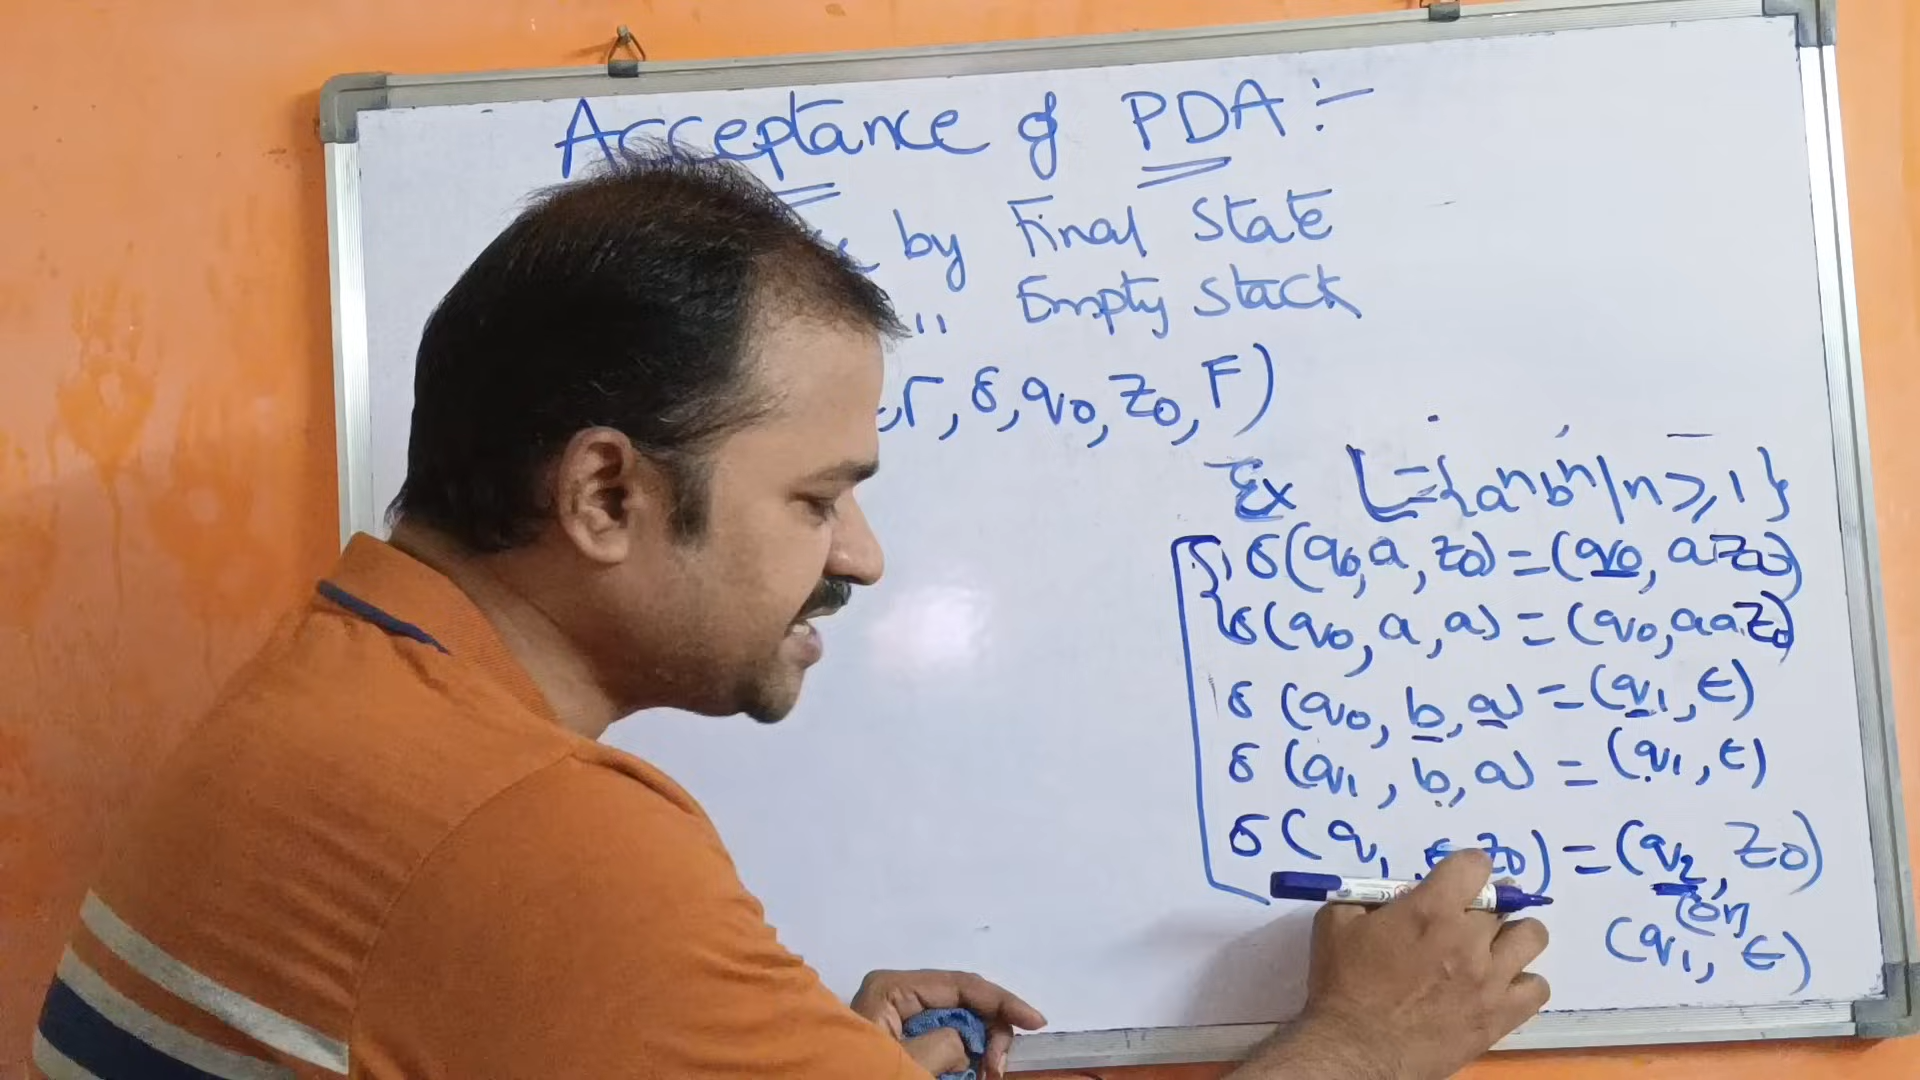 Acceptance of PDA :-
by Final State
" Empty Stack
Γ, δ, q0, z0, F)
Ex L={aⁿbⁿ|n≥1}
δ(q0, a, z0) = (q0, az0)
δ(q0, a, a) = (q0, aaz0)
δ(q0, b, a) = (q1, ε)
δ(q1, b, a) = (q1, ε)
δ(q1, ε, z0) = (q2, z0)
(or)
(q1, ε)